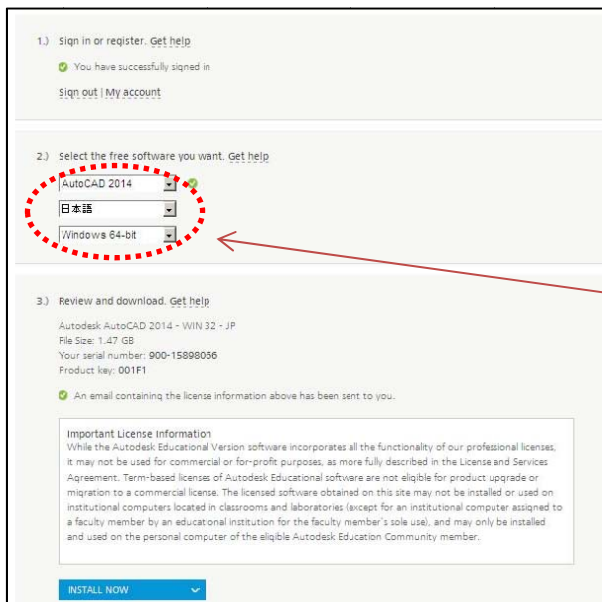 1.) Sign in or register. Get help
You have successfully signed in
Sign out | My account
2.) Select the free software you want. Get help
AutoCAD 2014
日本語
Windows 64-bit
3.) Review and download. Get help
Autodesk AutoCAD 2014 - WIN 32 - JP
File Size: 1.47 GB
Your serial number: 900-15898056
Product key: 001F1
An email containing the license information above has been sent to you.
Important License Information
While the Autodesk Educational Version software incorporates all the functionality of our professional licenses,
it may not be used for commercial or for-profit purposes, as more fully described in the License and Services
Agreement. Term-based licenses of Autodesk Educational software are not eligible for product upgrade or
migration to a commercial license. The licensed software obtained on this site may not be installed or used on
institutional computers located in classrooms and laboratories (except for an institutional computer assigned to
a faculty member by an educational institution for the faculty member's sole use), and may only be installed
and used on the personal computer of the eligible Autodesk Education Community member.
INSTALL NOW